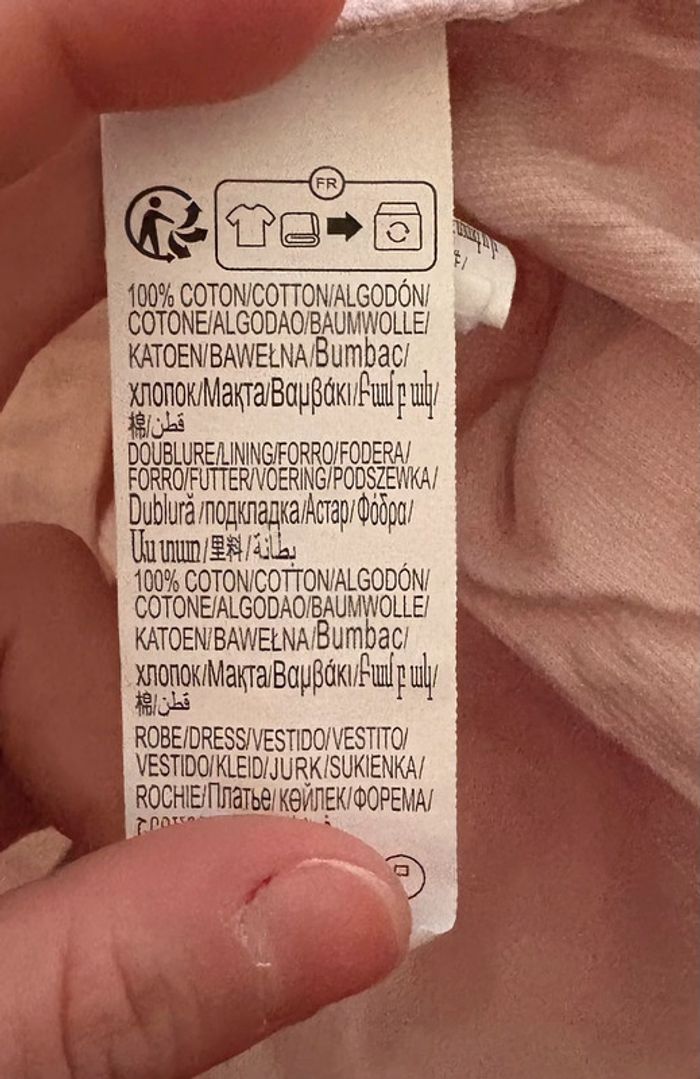 FR
100% COTON/COTTON/ALGODÓN/
COTONE/ALGODAO/BAUMWOLLE/
KATOEN/BAWEŁNA/Bumbac/
хлопок/Мақта/Βαμβάκι/Բամբակ/
棉/قطن
DOUBLURE/LINING/FORRO/FODERA/
FORRO/FUTTER/VOERING/PODSZEWKA/
Dublură/подкладка/Астар/Φόδρα/
Աստառ/里料/بطانة
100% COTON/COTTON/ALGODÓN/
COTONE/ALGODAO/BAUMWOLLE/
KATOEN/BAWEŁNA/Bumbac/
хлопок/Мақта/Βαμβάκι/Բամբակ/
棉/قطن
ROBE/DRESS/VESTIDO/VESTITO/
VESTIDO/KLEID/JURK/SUKIENKA/
ROCHIE/Платье/КӨЙЛЕК/ΦΟΡΕΜΑ/